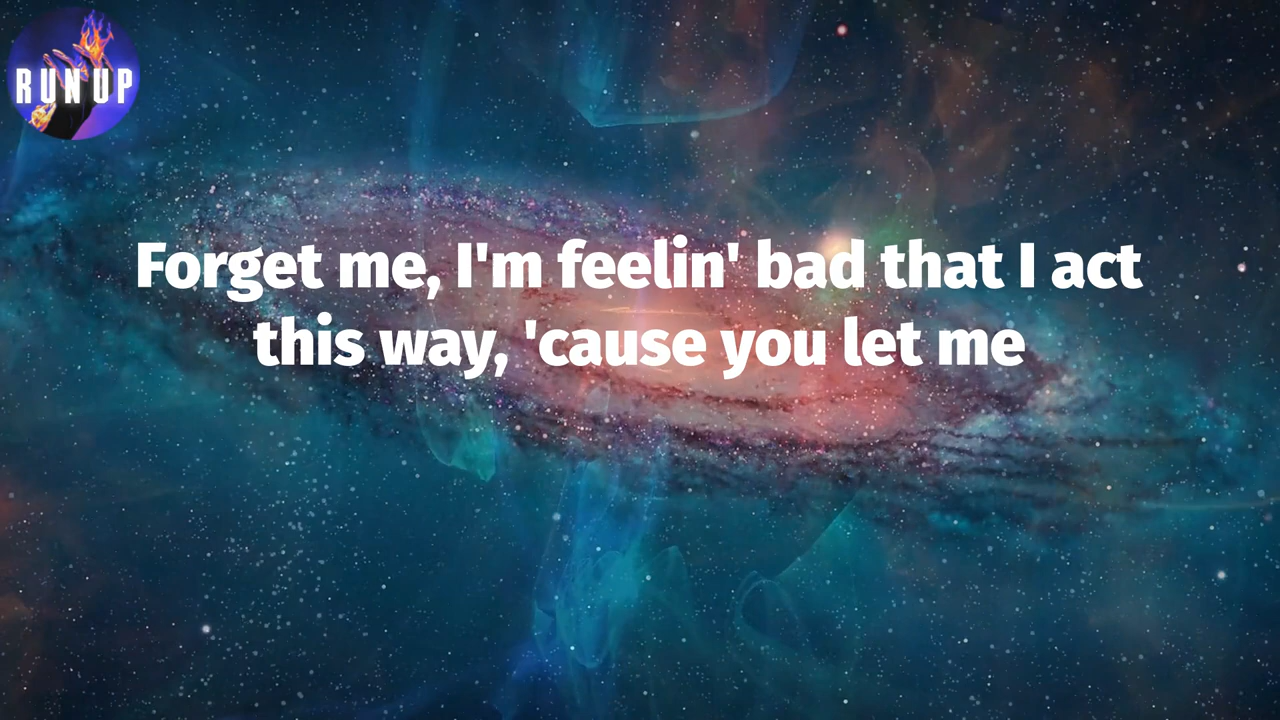 RUN UP
Forget me, I'm feelin' bad that I act
this way, 'cause you let me